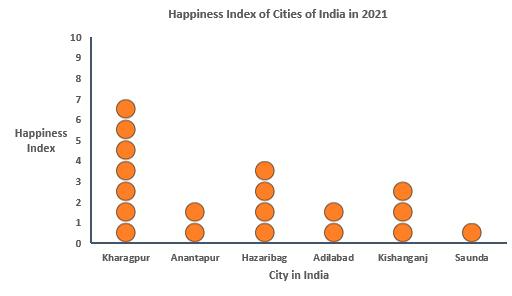 Happiness Index of Cities of India in 2021
10
9
8
7
6
5
4
3
2
1
0
Happiness
Index
Kharagpur Anantapur Hazaribag Adilabad Kishanganj Saunda
City in India